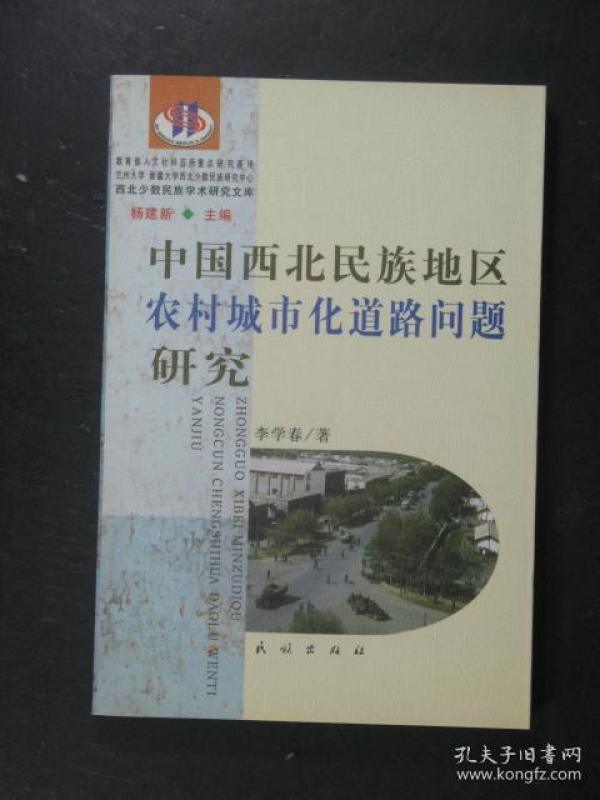 教育部人文社科百所重点研究基地
兰州大学 新疆大学西北少数民族研究中心
西北少数民族学术研究文库
杨建新 ◆ 主编
中国西北民族地区
农村城市化道路问题
研究
ZHONGGUO XIBEI MINZUDIQU
NONGCUN CHENGSHIHUA DAOLU WENTI
YANJIU
李学春/著
民族出版社
孔夫子旧书网
www.kongfz.com